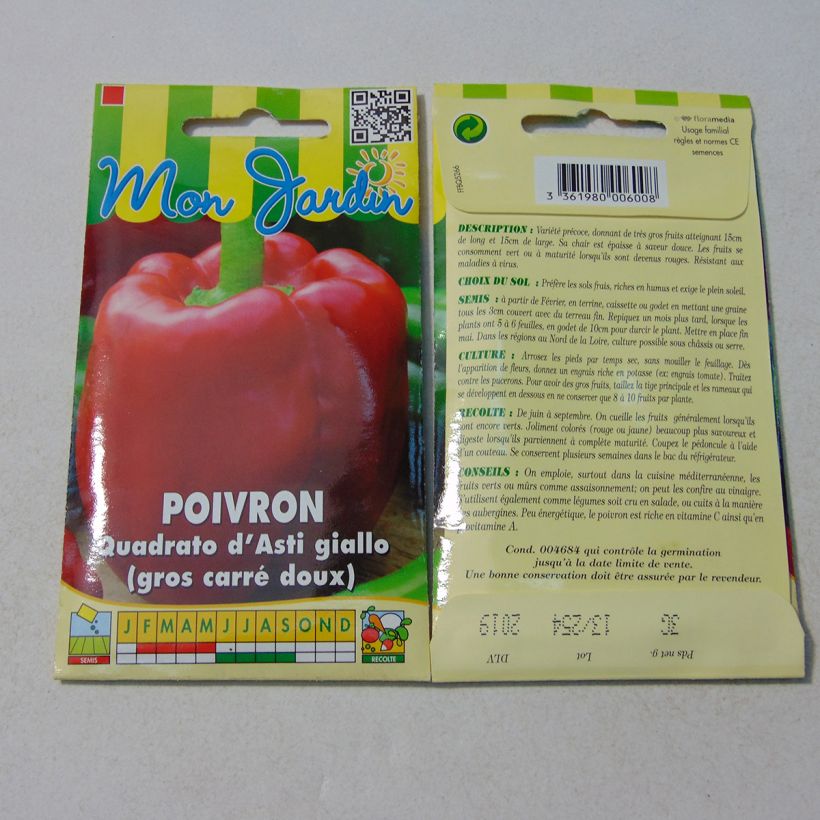 Mon Jardin
POIVRON
Quadrato d'Asti giallo
(gros carré doux)
J F M A M J J A S O N D
SEMIS
RECOLTE
floramedia
Usage familial
règles et normes CE
semences
FFBQ5266
3 361980 006008
DESCRIPTION : Variété précoce, donnant de très gros fruits atteignant 15cm
de long et 15cm de large. Sa chair est épaisse à saveur douce. Les fruits se
consomment vert ou à maturité lorsqu'ils sont devenus rouges. Résistant aux
maladies à virus.
CHOIX DU SOL : Préfère les sols frais, riches en humus et exige le plein soleil.
SEMIS : à partir de Février, en terrine, caissette ou godet en mettant une graine
tous les 3cm couvert avec du terreau fin. Repiquez un mois plus tard, lorsque les
plants ont 5 à 6 feuilles, en godet de 10cm pour durcir le plant. Mettre en place fin
mai. Dans les régions au Nord de la Loire, culture possible sous châssis ou serre.
CULTURE : Arrosez les pieds par temps sec, sans mouiller le feuillage. Dès
l'apparition de fleurs, donnez un engrais riche en potasse (ex: engrais tomate). Traitez
contre les pucerons. Pour avoir des gros fruits, taillez la tige principale et les rameaux qui
se développent en dessous en ne conserver que 8 à 10 fruits par plante.
RECOLTE : De juin à septembre. On cueille les fruits généralement lorsqu'ils
sont encore verts. Joliment colorés (rouge ou jaune) beaucoup plus savoureux et
digeste lorsqu'ils parviennent à complète maturité. Coupez le pédoncule à l'aide
d'un couteau. Se conservent plusieurs semaines dans le bac du réfrigérateur.
CONSEILS : On emploie, surtout dans la cuisine méditerranéenne, les
fruits verts ou mûrs comme assaisonnement; on peut les confire au vinaigre.
S'utilisent également comme légumes soit cru en salade, ou cuits à la manière
des aubergines. Peu énergétique, le poivron est riche en vitamine C ainsi qu'en
provitamine A.
Cond. 004684 qui contrôle la germination
jusqu'à la date limite de vente.
Une bonne conservation doit être assurée par le revendeur.
Pds net g. Lot DLV
13/254 2019